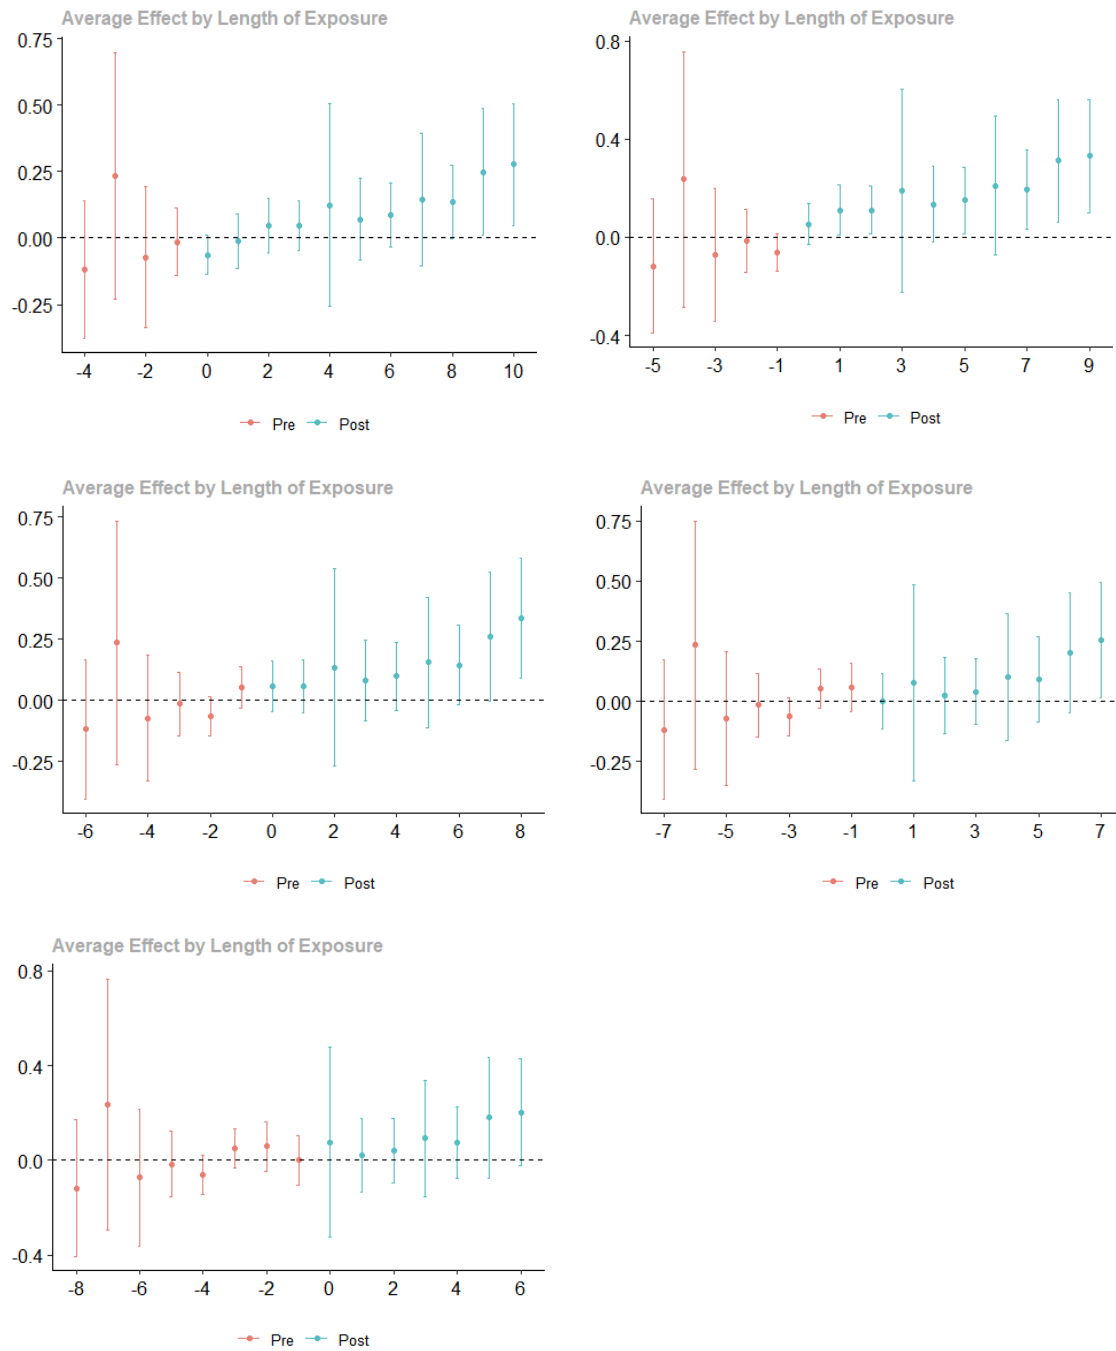 Average Effect by Length of Exposure
0.75
0.50
0.25
0.00
-0.25
-4 -2 0 2 4 6 8 10
Pre Post
Average Effect by Length of Exposure
0.8
0.4
0.0
-0.4
-5 -3 -1 1 3 5 7 9
Pre Post
Average Effect by Length of Exposure
0.75
0.50
0.25
0.00
-0.25
-6 -4 -2 0 2 4 6 8
Pre Post
Average Effect by Length of Exposure
0.75
0.50
0.25
0.00
-0.25
-7 -5 -3 -1 1 3 5 7
Pre Post
Average Effect by Length of Exposure
0.8
0.4
0.0
-0.4
-8 -6 -4 -2 0 2 4 6
Pre Post